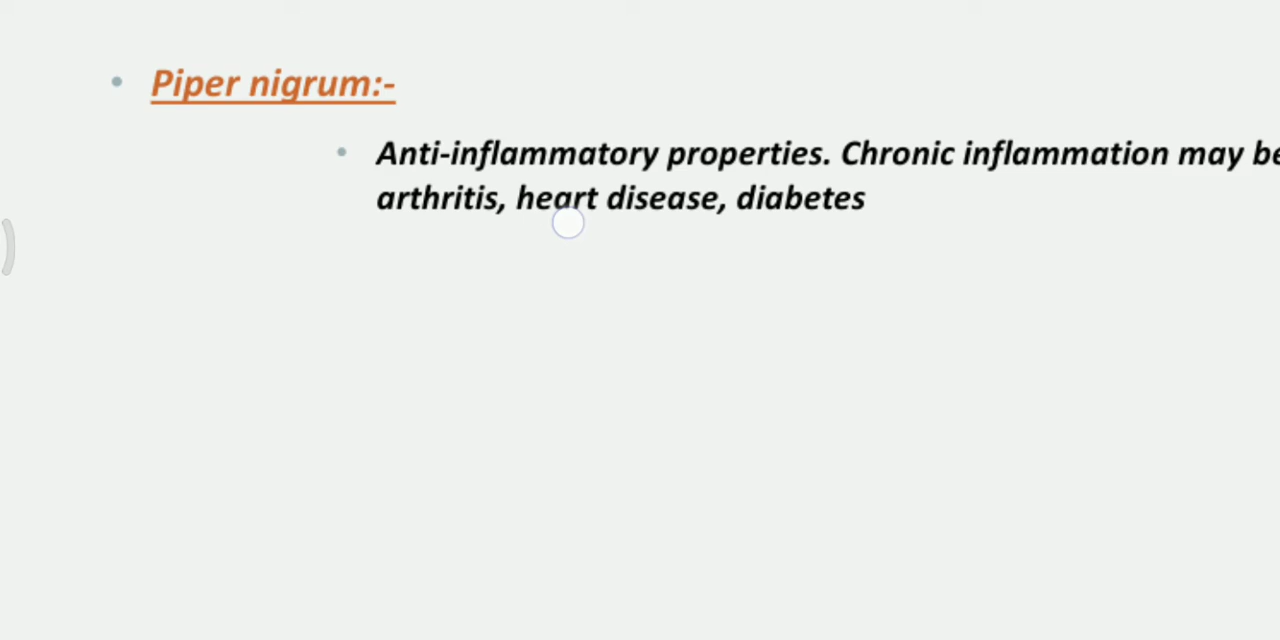 Piper nigrum:-
Anti-inflammatory properties. Chronic inflammation may be
arthritis, heart disease, diabetes